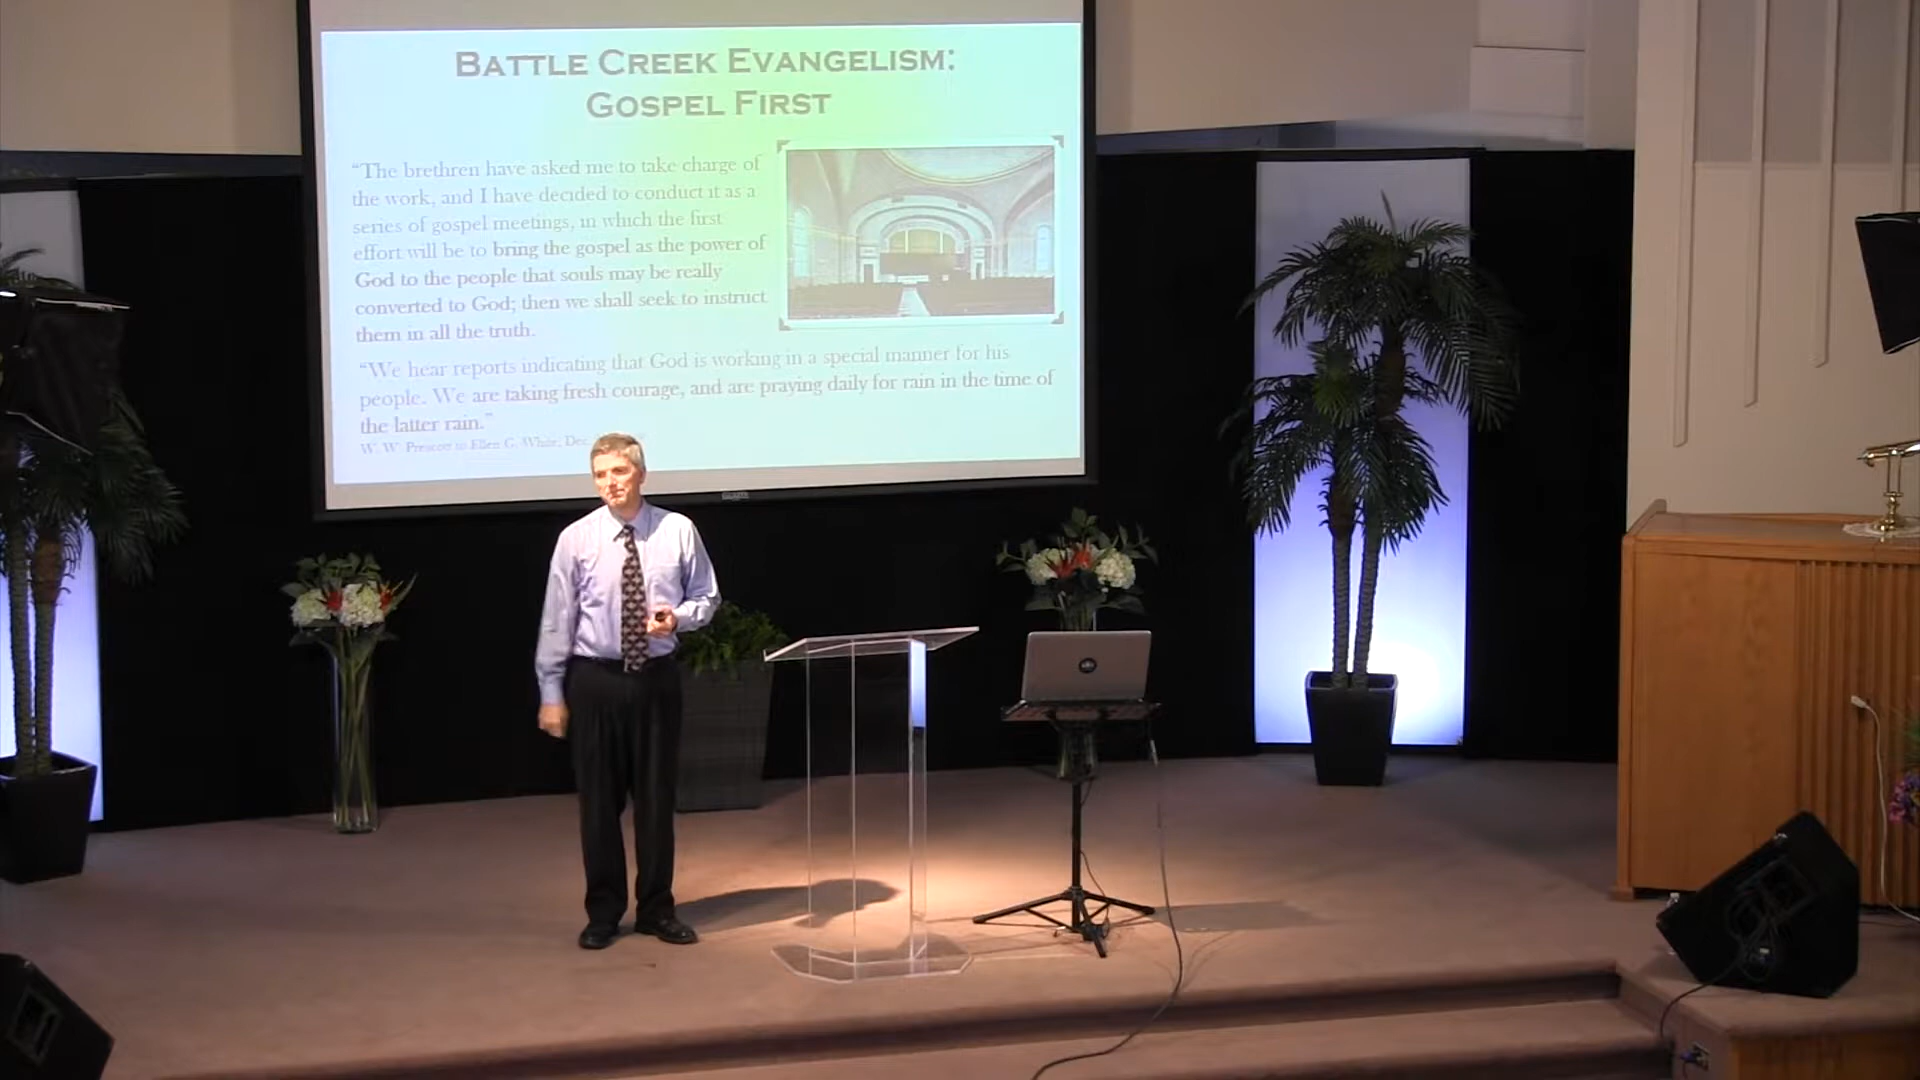 BATTLE CREEK EVANGELISM:
GOSPEL FIRST
“The brethren have asked me to take charge of
the work, and I have decided to conduct it as a
series of gospel meetings, in which the first
effort will be to bring the gospel as the power of
God to the people that souls may be really
converted to God; then we shall seek to instruct
them in all the truth.
“We hear reports indicating that God is working in a special manner for his
people. We are taking fresh courage, and are praying daily for rain in the time of
the latter rain.”
W. W. Prescott to Ellen G. White, Dec.